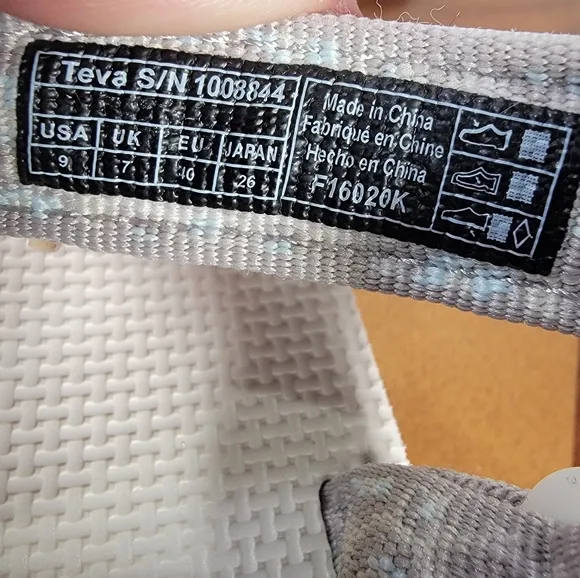 Teva S/N 1008844
USA UK EU JAPAN
9 7 40 26
Made in China
Fabriqué en Chine
Hecho en China
F16020K